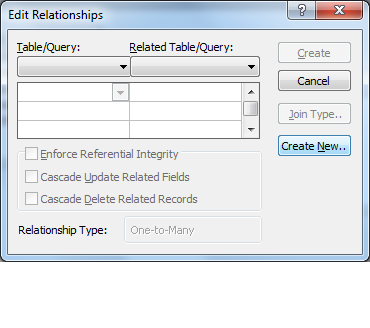 Edit Relationships
Table/Query: Related Table/Query:
Create
Cancel
Join Type..
Create New..
Enforce Referential Integrity
Cascade Update Related Fields
Cascade Delete Related Records
Relationship Type: One-to-Many